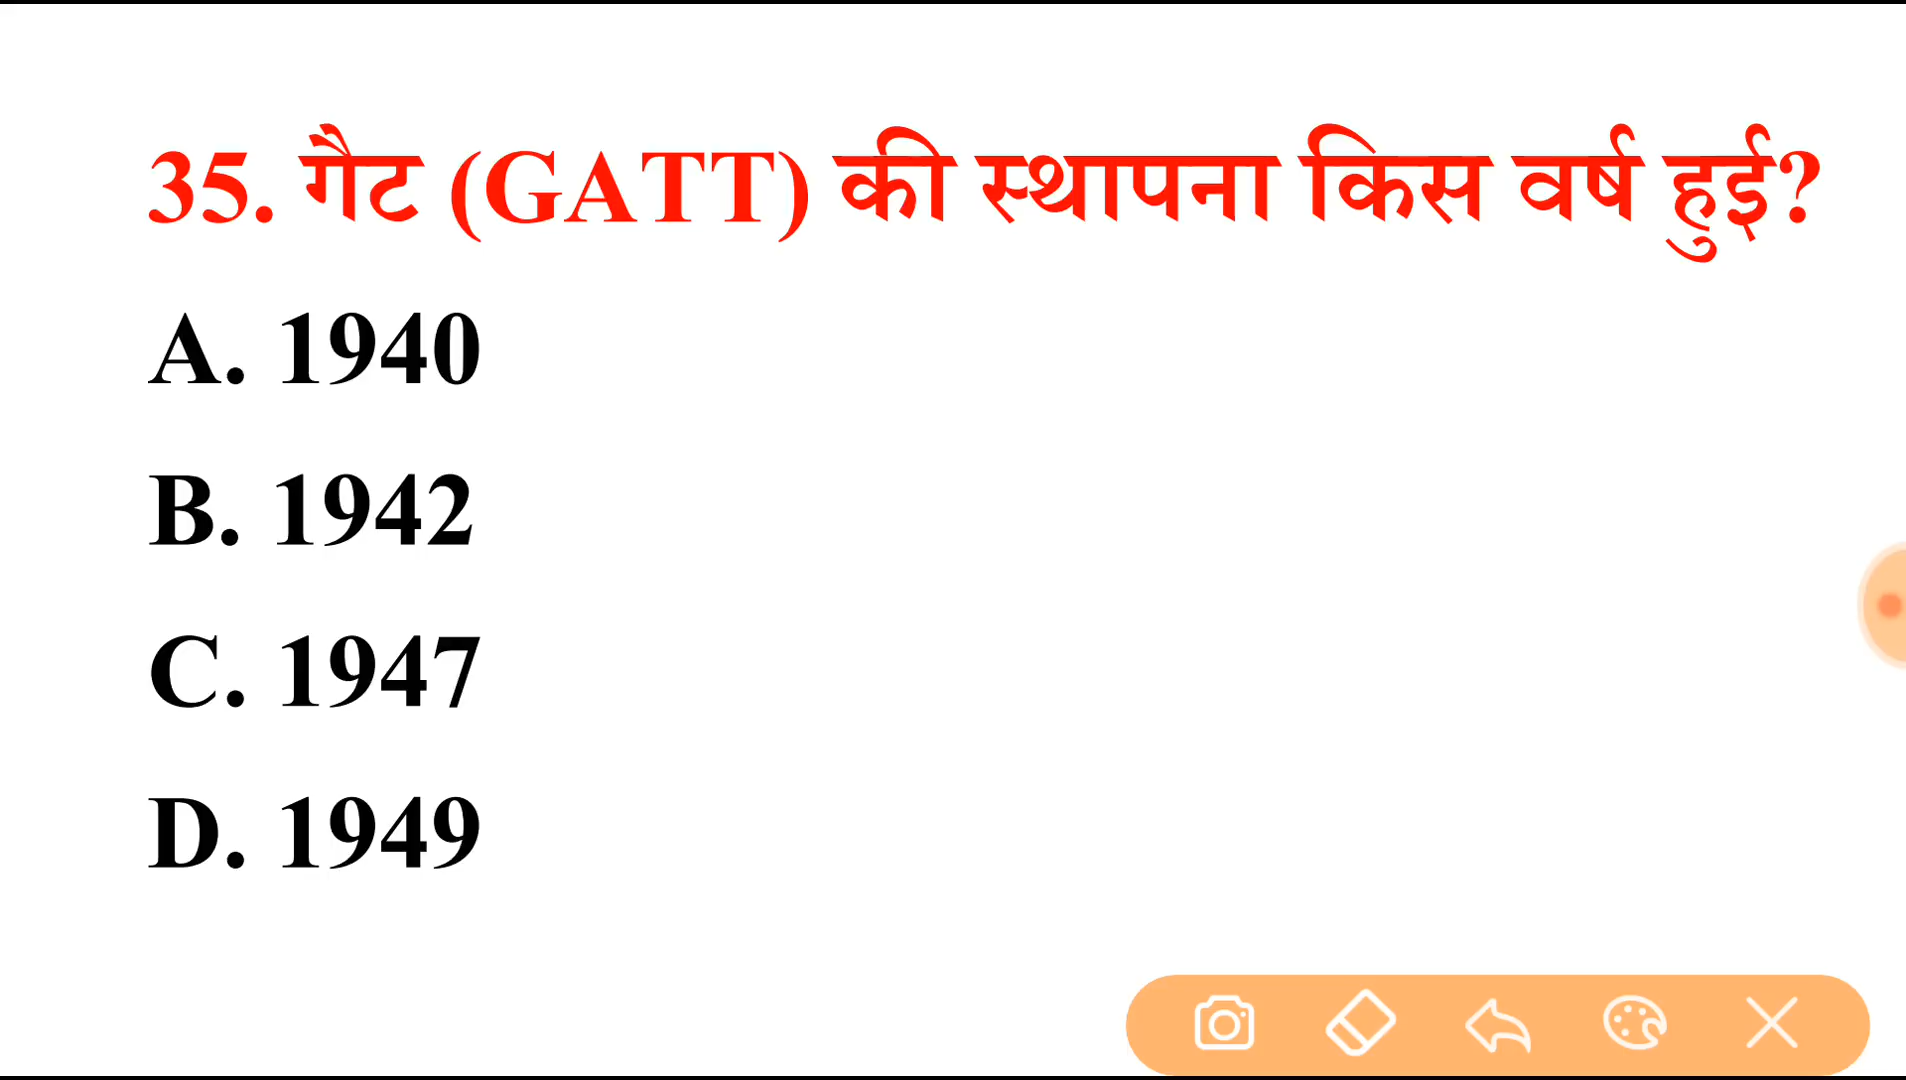 35. गैट (GATT) की स्थापना किस वर्ष हुई?
A. 1940
B. 1942
C. 1947
D. 1949